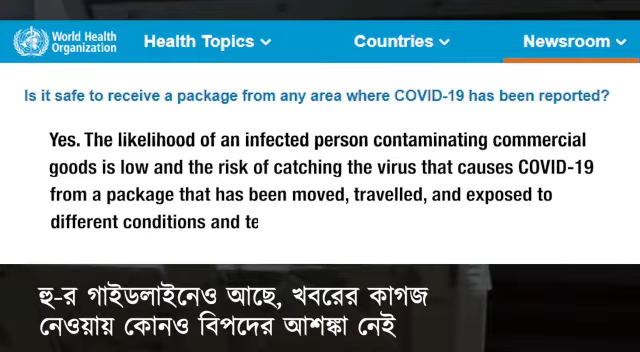 World Health
Organization
Health Topics
Countries
Newsroom
Is it safe to receive a package from any area where COVID-19 has been reported?
Yes. The likelihood of an infected person contaminating commercial
goods is low and the risk of catching the virus that causes COVID-19
from a package that has been moved, travelled, and exposed to
different conditions and te
হু-র গাইডলাইনেও আছে, খবরের কাগজ
নেওয়ায় কোনও বিপদের আশঙ্কা নেই